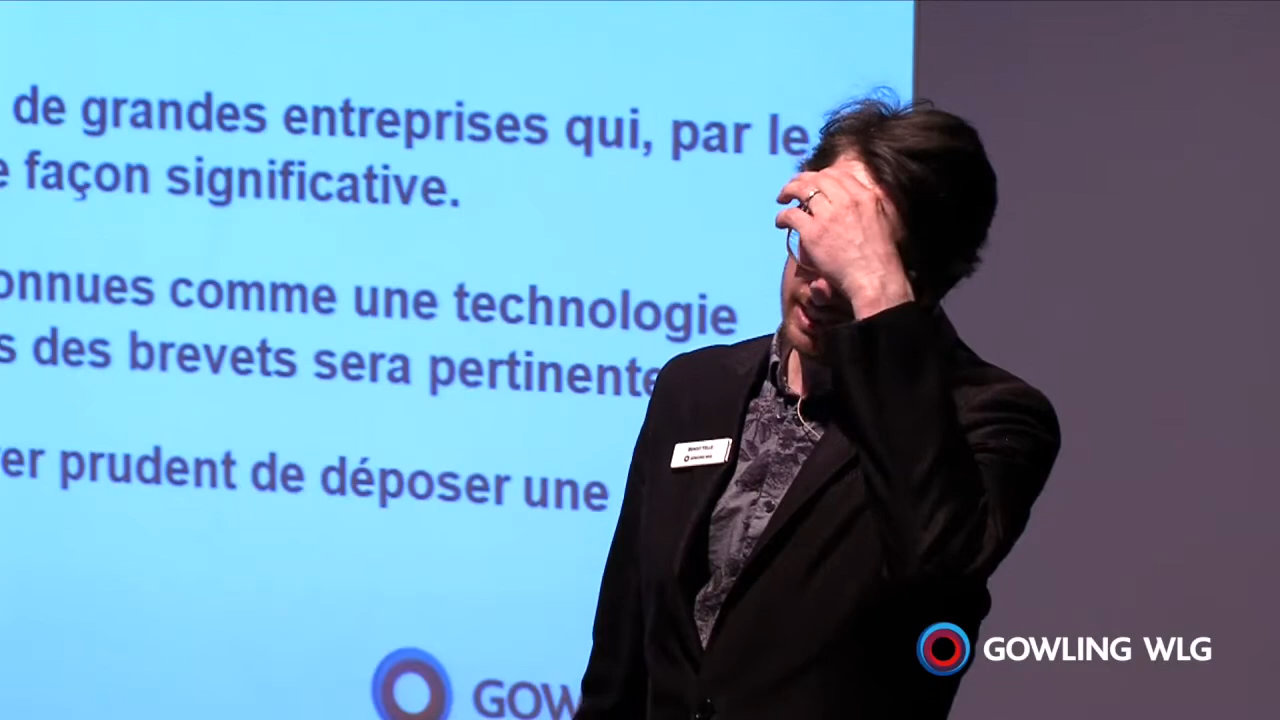 de grandes entreprises qui, par le
façon significative.
onnues comme une technologie
s des brevets sera pertinente
er prudent de déposer une
GOW
GOWLING WLG